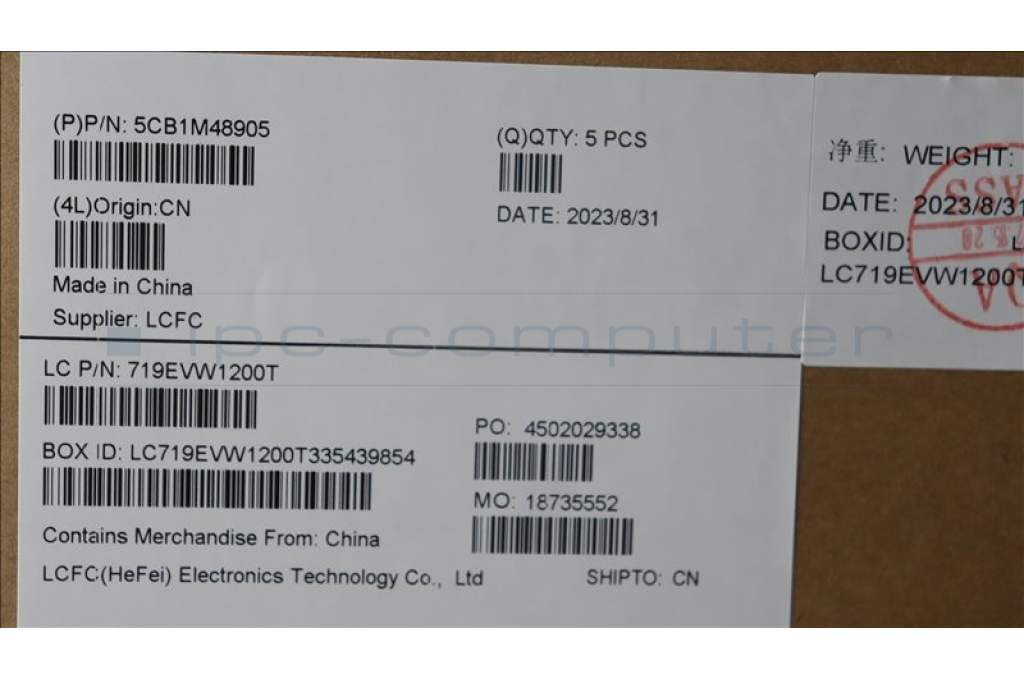 (P)P/N: 5CB1M48905
(Q)QTY: 5 PCS
(4L)Origin:CN
DATE: 2023/8/31
Made in China
Supplier: LCFC
净重: WEIGHT:
DATE: 2023/8/31
BOXID: L
LC719EVW1200T
ipc-computer
LC P/N: 719EVW1200T
BOX ID: LC719EVW1200T335439854
PO: 4502029338
MO: 18735552
Contains Merchandise From: China
LCFC(HeFei) Electronics Technology Co., Ltd
SHIPTO: CN